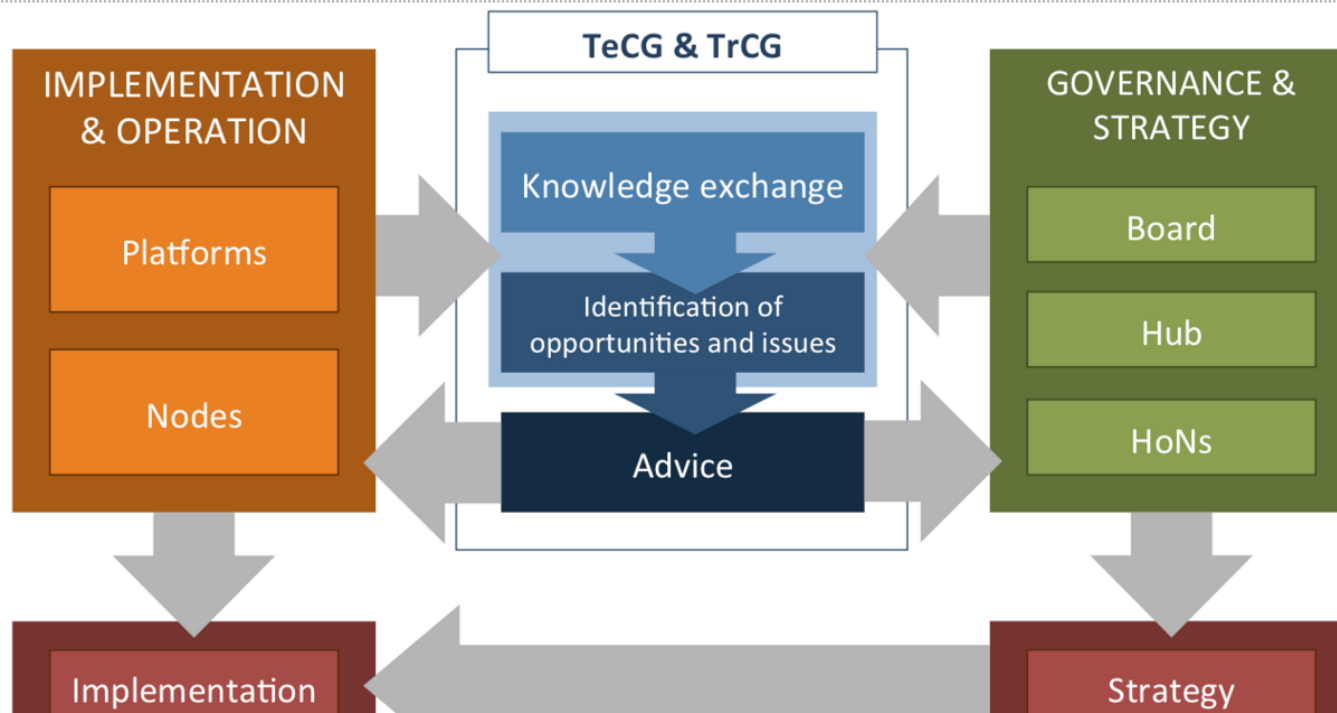 TeCG & TrCG
IMPLEMENTATION
& OPERATION
Platforms
Nodes
Knowledge exchange
Identification of
opportunities and issues
Advice
GOVERNANCE &
STRATEGY
Board
Hub
HoNs
Implementation
Strategy